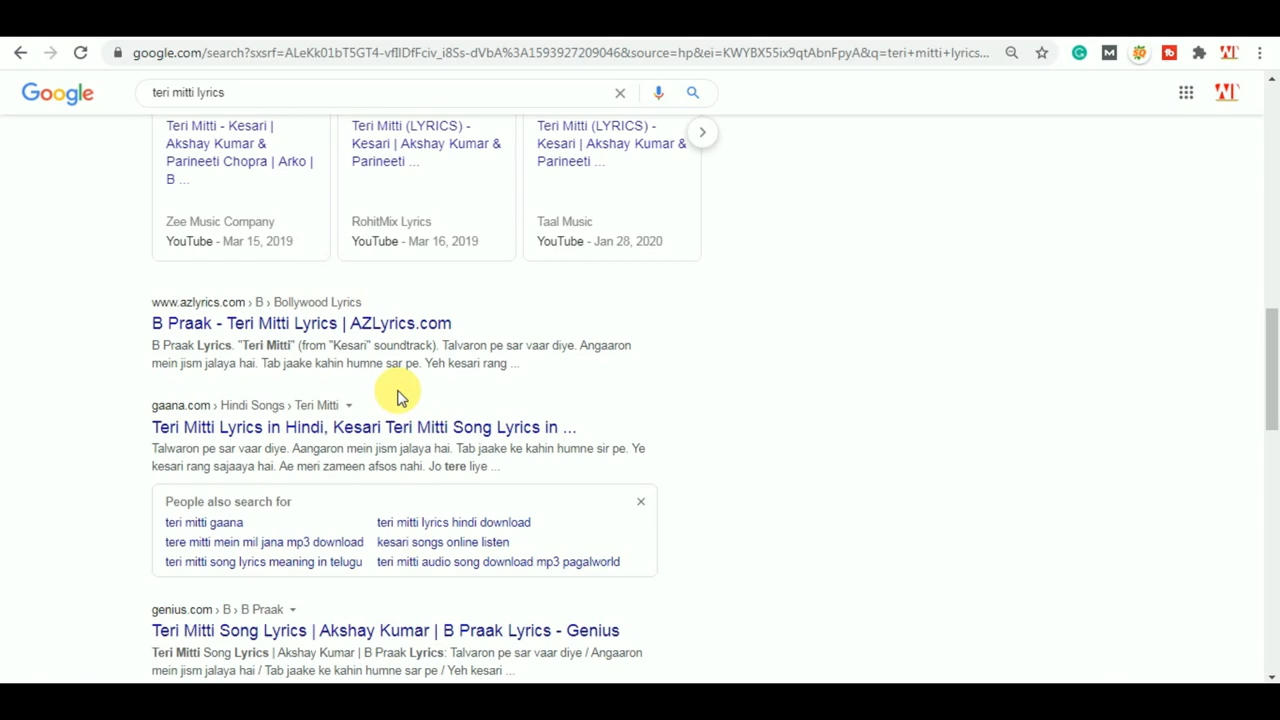 google.com/search?sxsrf=ALeKk01bT5GT4-vfIlDfFciv_i8Ss-dVbA%3A1593927209046&source=hp&ei=KWYBX55ix9qtAbnFpyA&q=teri+mitti+lyrics...
Google
teri mitti lyrics
Teri Mitti - Kesari |
Akshay Kumar &
Parineeti Chopra | Arko |
B ...
Zee Music Company
YouTube - Mar 15, 2019
Teri Mitti (LYRICS) -
Kesari | Akshay Kumar &
Parineeti ...
RohitMix Lyrics
YouTube - Mar 16, 2019
Teri Mitti (LYRICS) -
Kesari | Akshay Kumar &
Parineeti ...
Taal Music
YouTube - Jan 28, 2020
www.azlyrics.com › B › Bollywood Lyrics
B Praak - Teri Mitti Lyrics | AZLyrics.com
B Praak Lyrics. "Teri Mitti" (from "Kesari" soundtrack). Talvaron pe sar vaar diye. Angaaron
mein jism jalaya hai. Tab jaake kahin humne sar pe. Yeh kesari rang ...
gaana.com › Hindi Songs › Teri Mitti
Teri Mitti Lyrics in Hindi, Kesari Teri Mitti Song Lyrics in ...
Talwaron pe sar vaar diye. Aangaron mein jism jalaya hai. Tab jaake ke kahin humne sir pe. Ye
kesari rang sajaaya hai. Ae meri zameen afsos nahi. Jo tere liye ...
People also search for
teri mitti gaana
teri mitti lyrics hindi download
tere mitti mein mil jana mp3 download
kesari songs online listen
teri mitti song lyrics meaning in telugu
teri mitti audio song download mp3 pagalworld
genius.com › B › B Praak
Teri Mitti Song Lyrics | Akshay Kumar | B Praak Lyrics - Genius
Teri Mitti Song Lyrics | Akshay Kumar | B Praak Lyrics: Talvaron pe sar vaar diye / Angaaron
mein jism jalaya hai / Tab jaake kahin humne sar pe / Yeh kesari ...